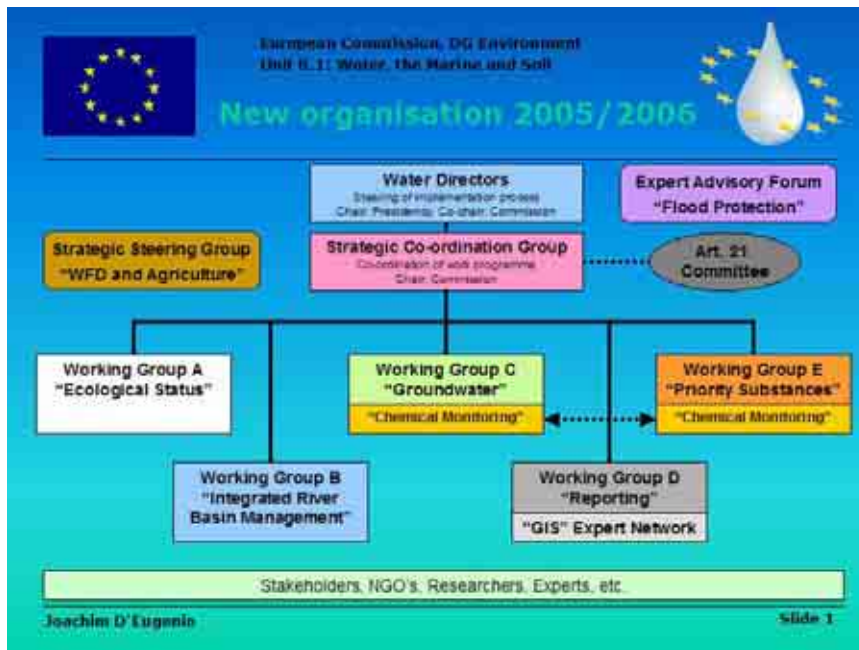 European Commission, DG Environment
Unit B.1: Water, the Marine and Soil
New organisation 2005/2006
Water Directors
Steering of implementation process
Chair: Presidency, Co-chair: Commission
Expert Advisory Forum
“Flood Protection”
Strategic Steering Group
“WFD and Agriculture”
Strategic Co-ordination Group
Co-ordination of work programme
Chair: Commission
Art. 21
Committee
Working Group A
“Ecological Status”
Working Group C
“Groundwater”
“Chemical Monitoring”
Working Group E
“Priority Substances”
“Chemical Monitoring”
Working Group B
“Integrated River
Basin Management”
Working Group D
“Reporting”
“GIS” Expert Network
Stakeholders, NGO's, Researchers, Experts, etc.
Joachim D'Eugenio
Slide 1